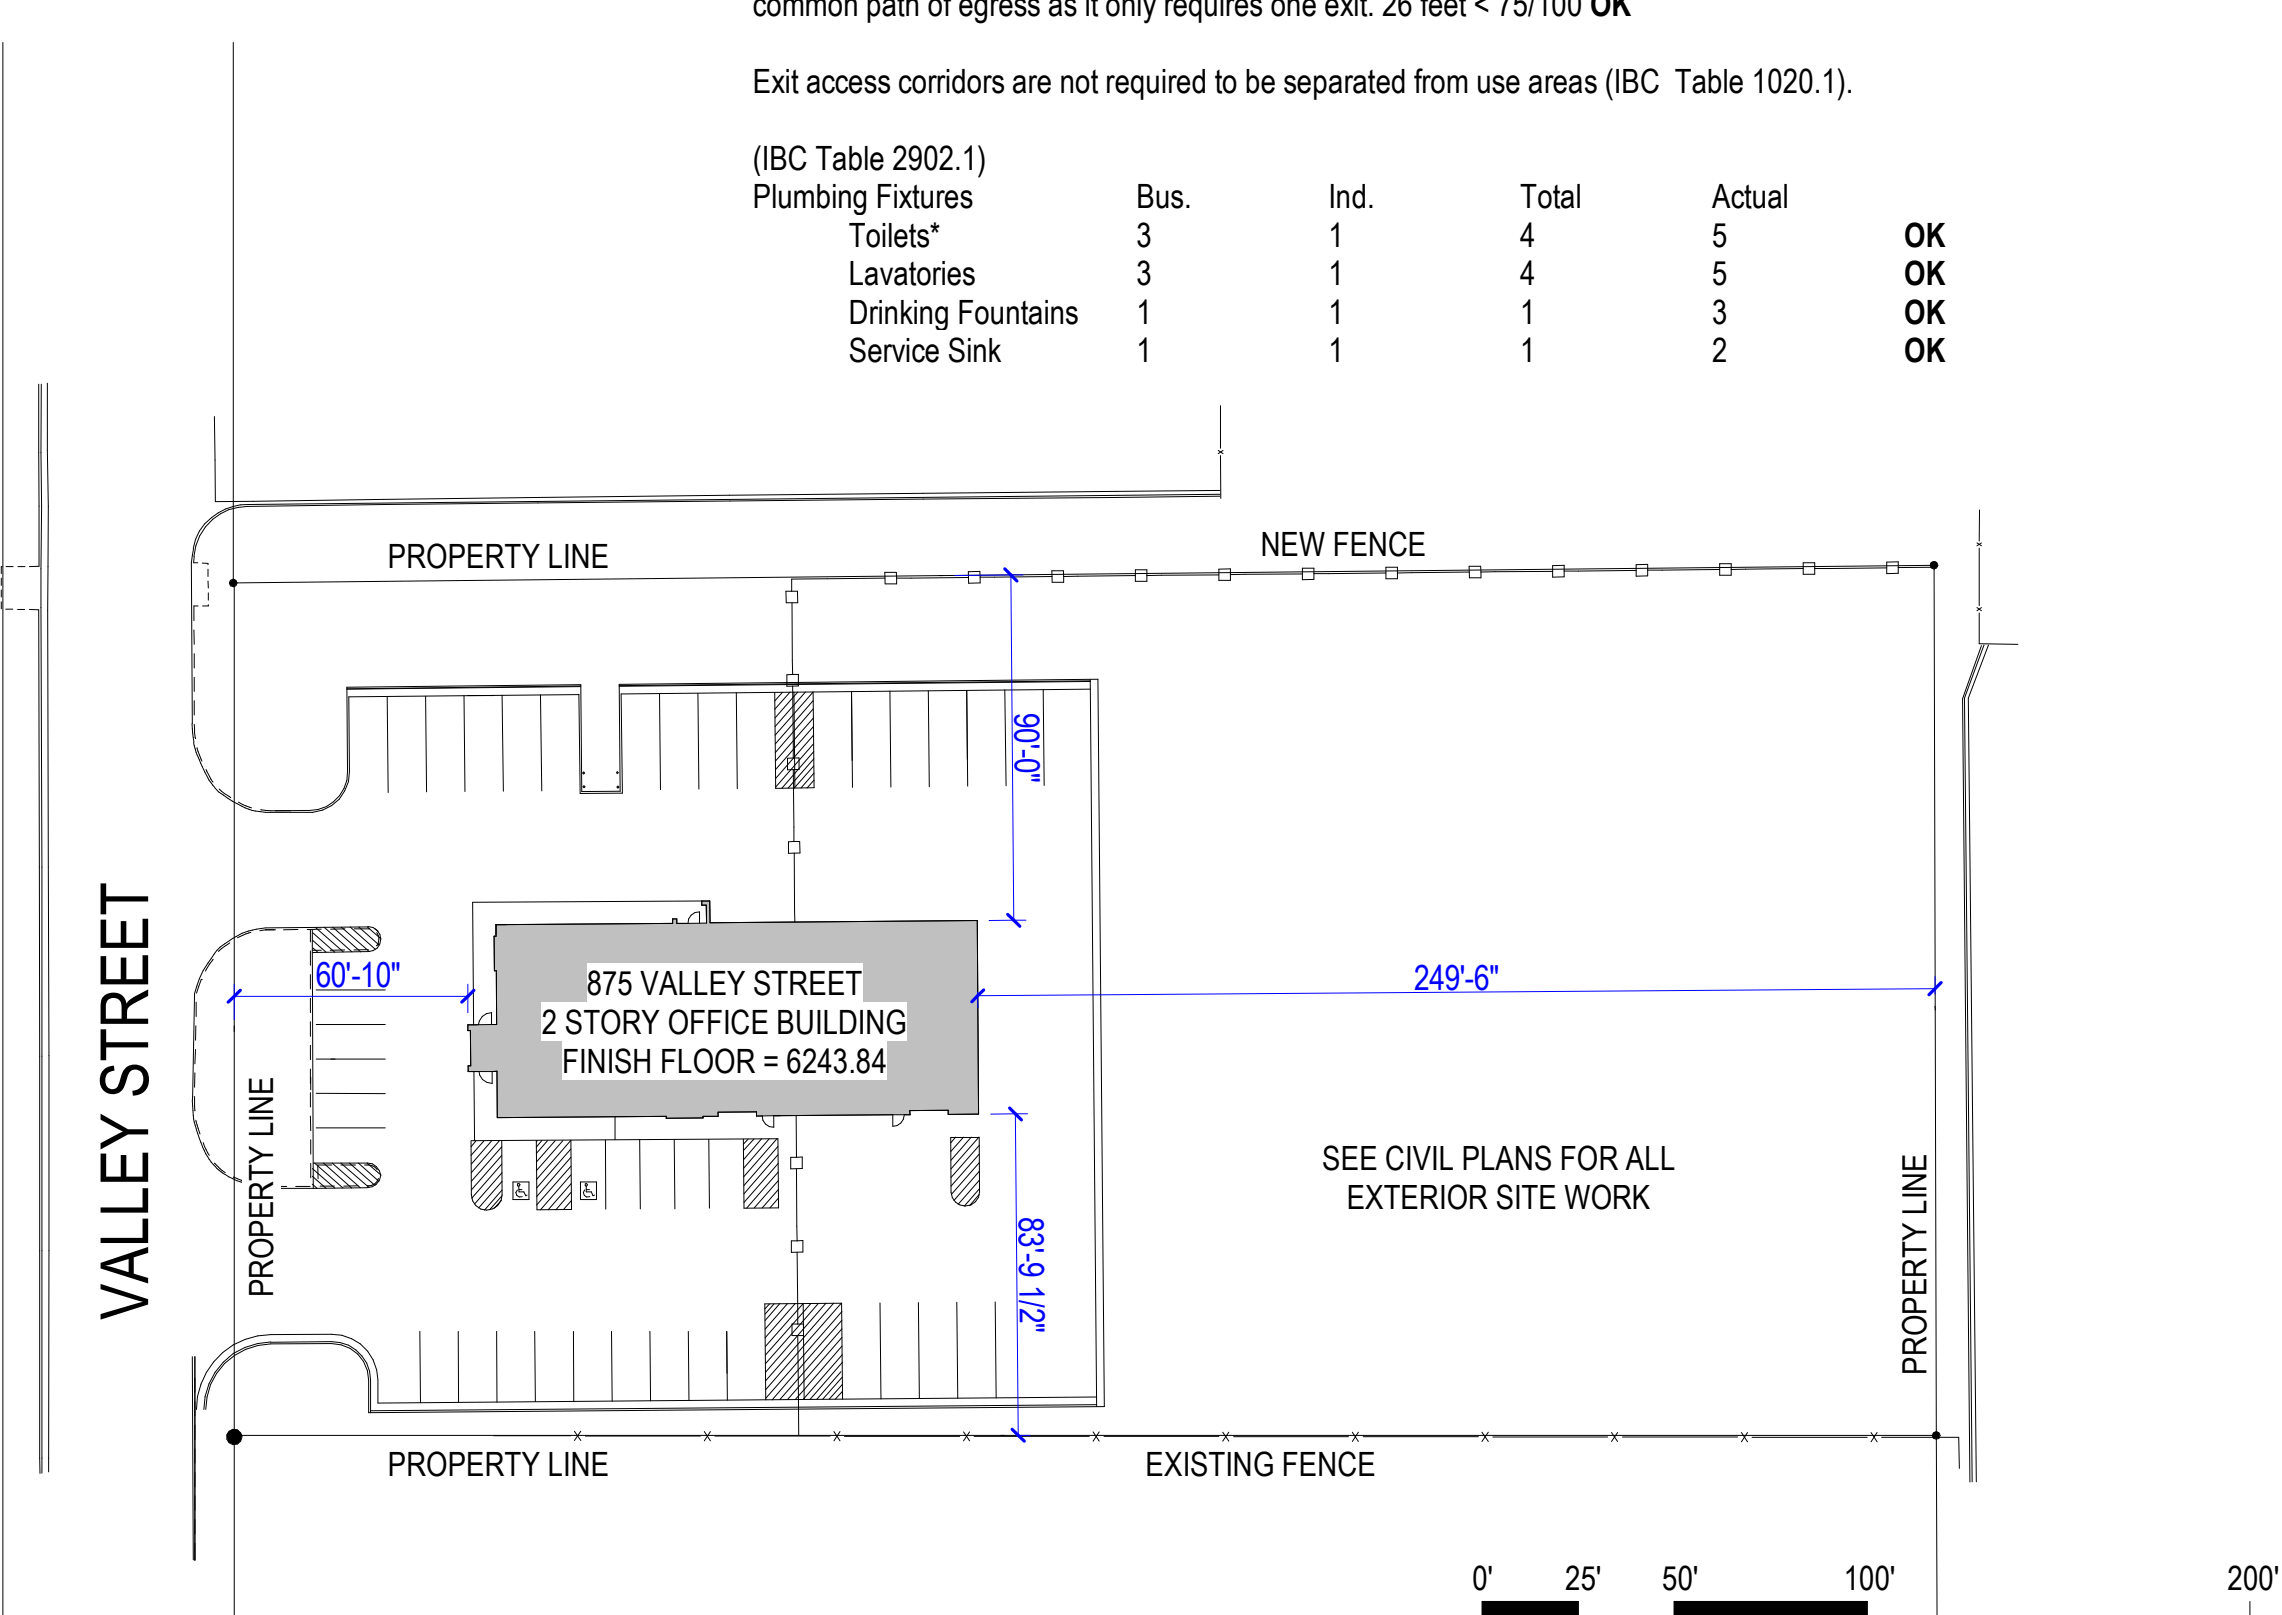 common path of egress as it only requires one exit. 26 feet < 75/100 OK
Exit access corridors are not required to be separated from use areas (IBC Table 1020.1).
(IBC Table 2902.1)
Plumbing Fixtures Bus. Ind. Total Actual
Toilets* 3 1 4 5 OK
Lavatories 3 1 4 5 OK
Drinking Fountains 1 1 1 3 OK
Service Sink 1 1 1 2 OK
NEW FENCE
PROPERTY LINE
90'-0"
VALLEY STREET
60'-10"
875 VALLEY STREET
2 STORY OFFICE BUILDING
FINISH FLOOR = 6243.84
249'-6"
PROPERTY LINE
SEE CIVIL PLANS FOR ALL
EXTERIOR SITE WORK
PROPERTY LINE
83'-9 1/2"
PROPERTY LINE
EXISTING FENCE
0' 25' 50' 100' 200'